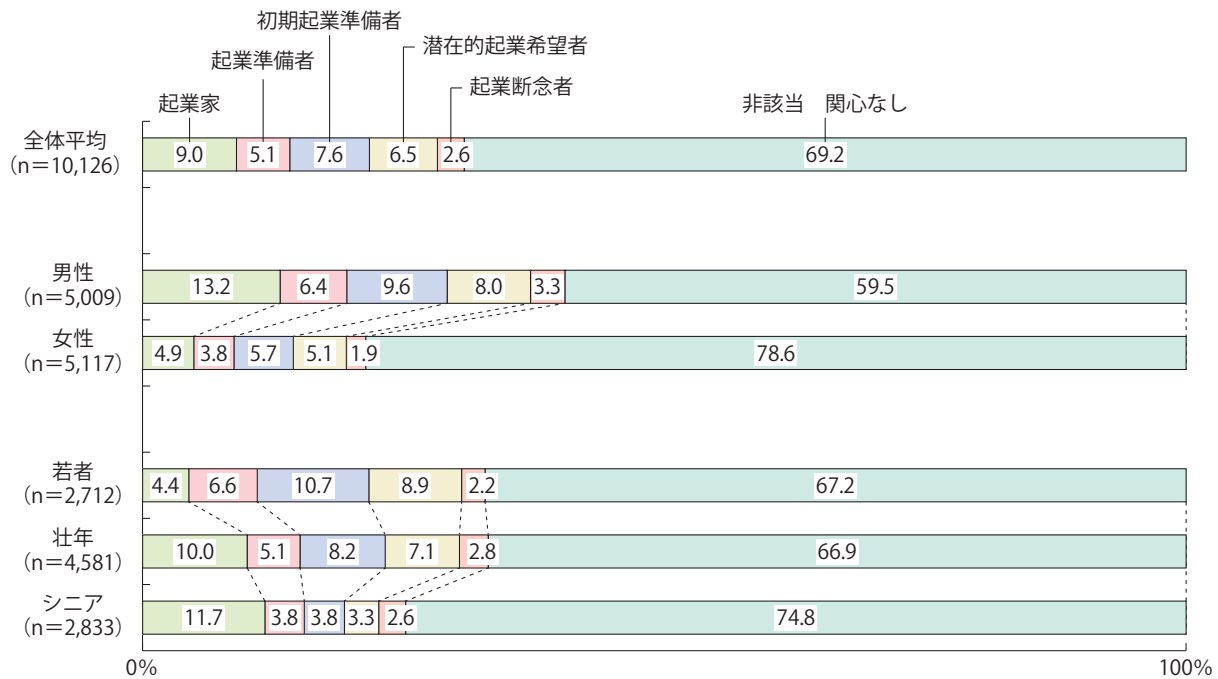 初期起業準備者
潜在的起業希望者
起業準備者
起業断念者
起業家
非該当　関心なし
全体平均
（n＝10,126）
9.0 5.1 7.6 6.5 2.6 69.2
男性
（n＝5,009）
13.2 6.4 9.6 8.0 3.3 59.5
女性
（n＝5,117）
4.9 3.8 5.7 5.1 1.9 78.6
若者
（n＝2,712）
4.4 6.6 10.7 8.9 2.2 67.2
壮年
（n＝4,581）
10.0 5.1 8.2 7.1 2.8 66.9
シニア
（n＝2,833）
11.7 3.8 3.8 3.3 2.6 74.8
0% 100%